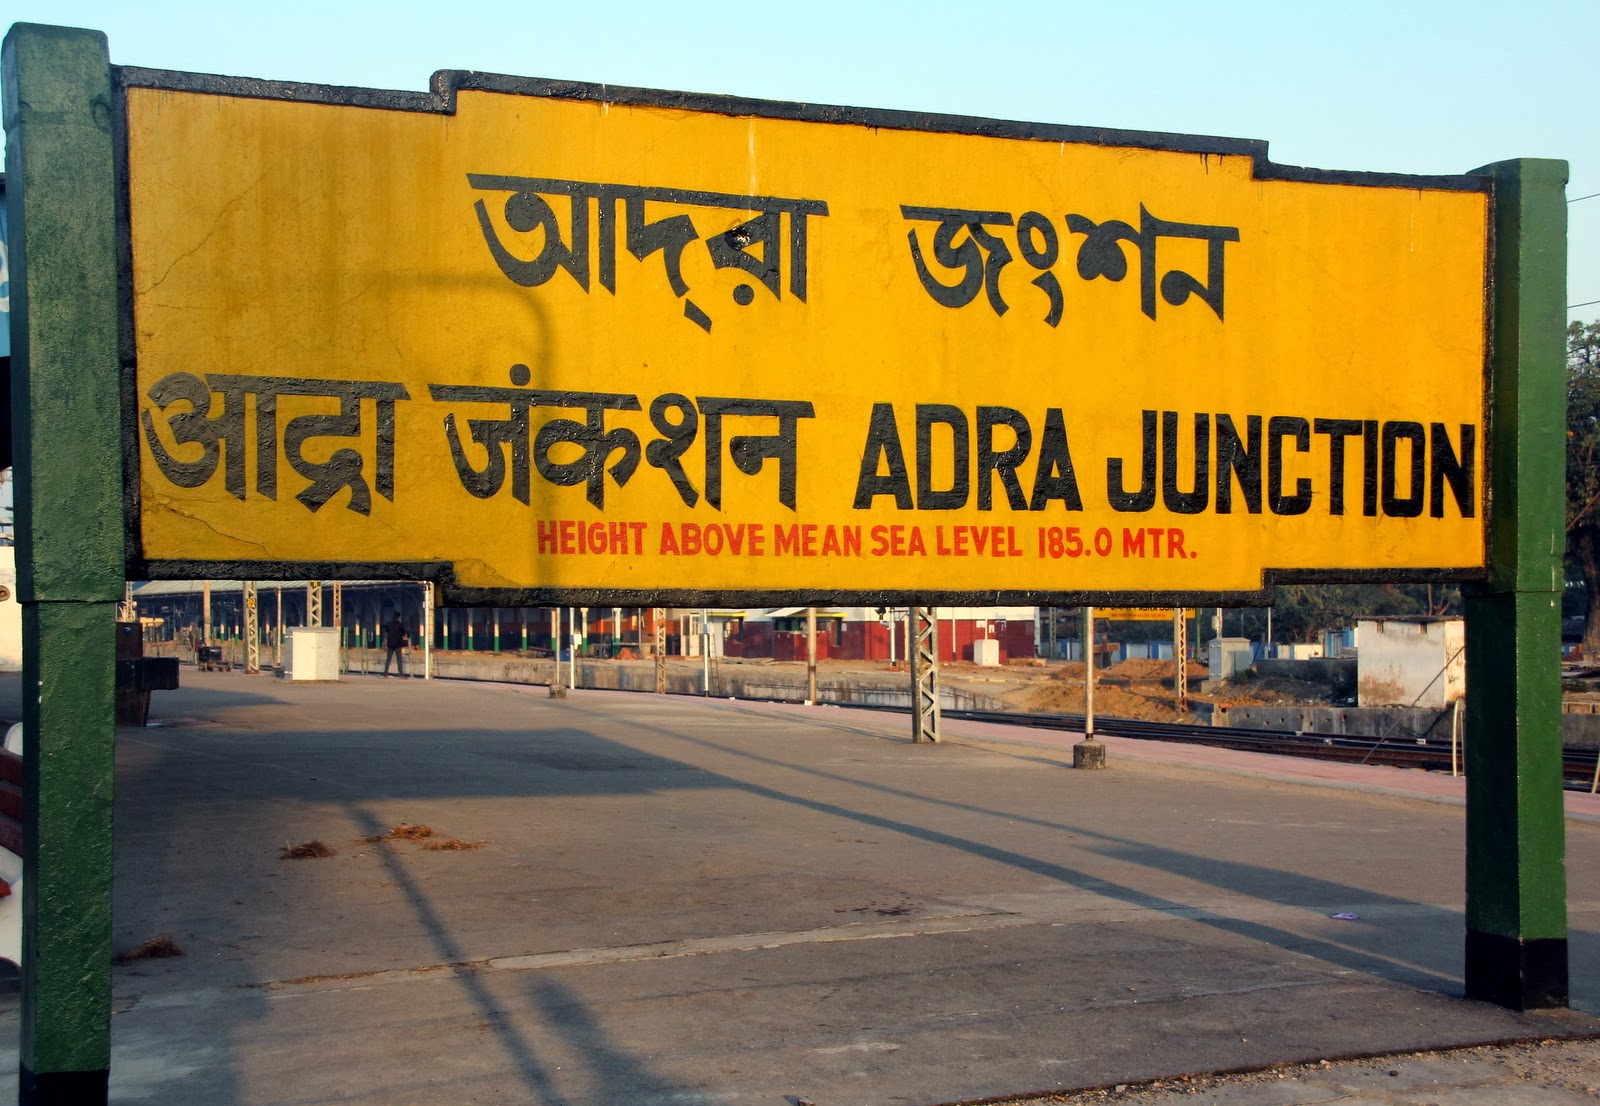 আদ্‌রা জংশন
आद्रा जंकशन ADRA JUNCTION
HEIGHT ABOVE MEAN SEA LEVEL 185.0 MTR.